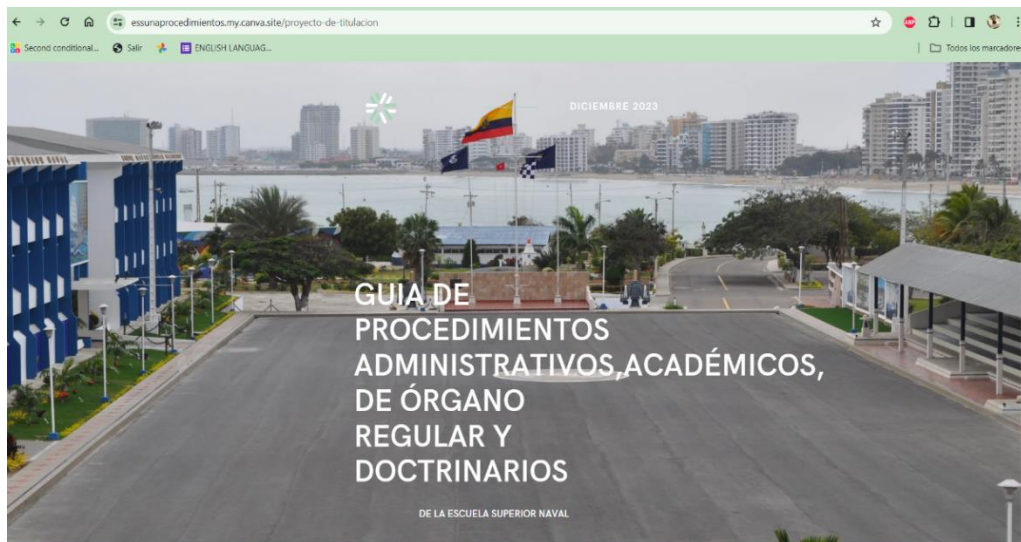 essunaprocedimientos.my.canva.site/proyecto-de-titulacion
ABP
Second conditional... Salir ENGLISH LANGUAG... Todos los marcadores
DICIEMBRE 2023
GUIA DE
PROCEDIMIENTOS
ADMINISTRATIVOS,ACADÉMICOS,
DE ÓRGANO
REGULAR Y
DOCTRINARIOS
DE LA ESCUELA SUPERIOR NAVAL